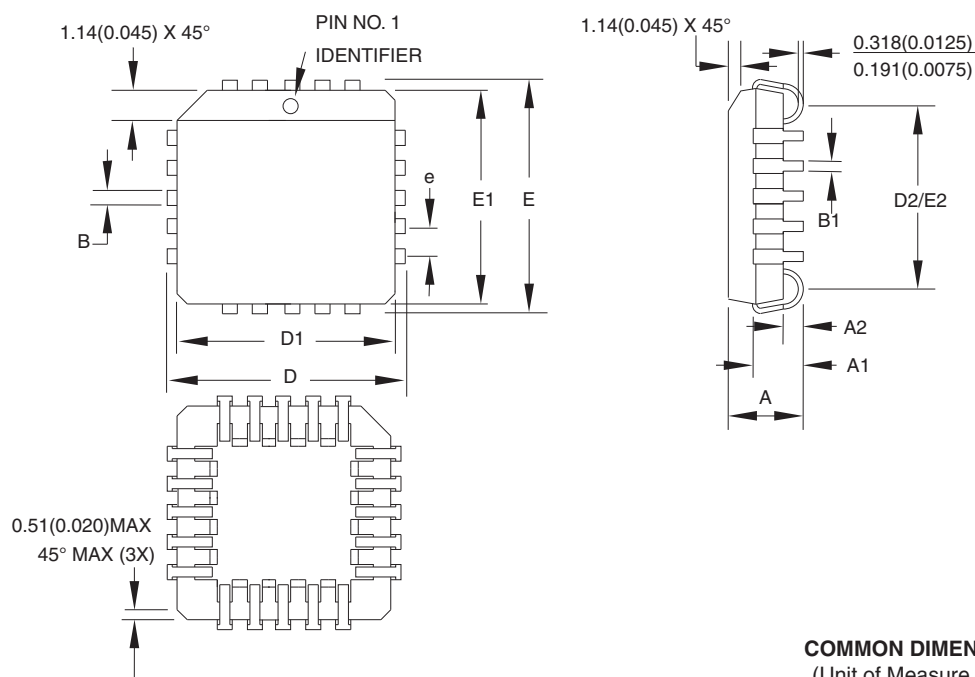 1.14(0.045) X 45°
PIN NO. 1
IDENTIFIER
1.14(0.045) X 45°
0.318(0.0125)
0.191(0.0075)
e
E1
E
B
B1
D2/E2
D1
D
A2
A1
A
0.51(0.020)MAX
45° MAX (3X)
COMMON DIMEN
(Unit of Measure